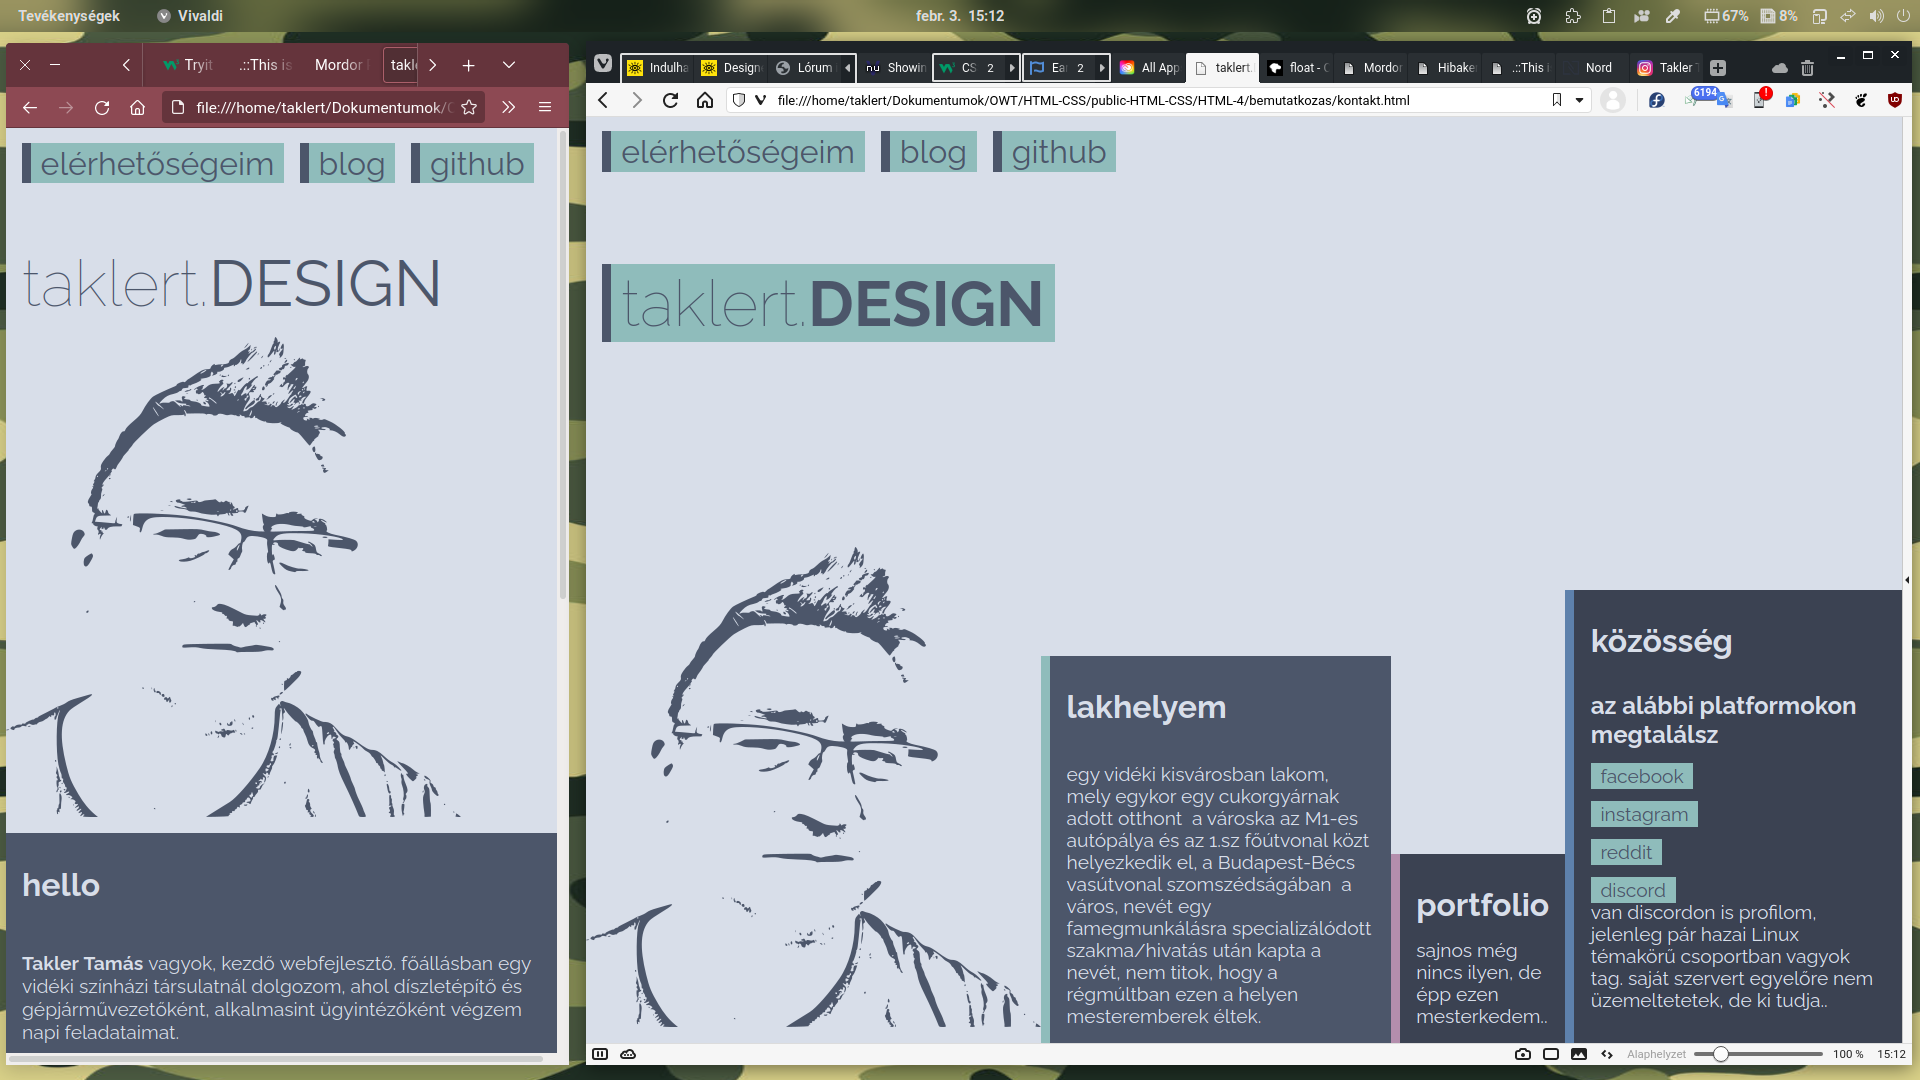 Tevékenységek
Vivaldi
febr. 3. 15:12
67%
8%
Tryit
.::This is
Mordor
takle
file:///home/taklert/Dokumentumok/
elérhetőségeim
blog
github
taklert.DESIGN
hello
Takler Tamás vagyok, kezdő webfejlesztő. főállásban egy
vidéki színházi társulatnál dolgozom, ahol díszletépítő és
gépjárművezetőként, alkalmasint ügyintézőként végzem
napi feladataimat.
Indulha
Design
Lórum
Showin
CS 2
Ea 2
All App
taklert.
float - C
Mordor
Hibake
.::This i
Nord
Takler T
file:///home/taklert/Dokumentumok/OWT/HTML-CSS/public-HTML-CSS/HTML-4/bemutatkozas/kontakt.html
6194
elérhetőségeim
blog
github
taklert.DESIGN
lakhelyem
egy vidéki kisvárosban lakom,
mely egykor egy cukorgyárnak
adott otthont a városka az M1-es
autópálya és az 1.sz főútvonal közt
helyezkedik el, a Budapest-Bécs
vasútvonal szomszédságában a
város, nevét egy
famegmunkálásra specializálódott
szakma/hivatás után kapta a
nevét, nem titok, hogy a
régmúltban ezen a helyen
mesteremberek éltek.
portfolio
sajnos még
nincs ilyen, de
épp ezen
mesterkedem..
közösség
az alábbi platformokon
megtalálsz
facebook
instagram
reddit
discord
van discordon is profilom,
jelenleg pár hazai Linux
témakörű csoportban vagyok
tag. saját szervert egyelőre nem
üzemeltetetek, de ki tudja..
Alaphelyzet
100 %
15:12